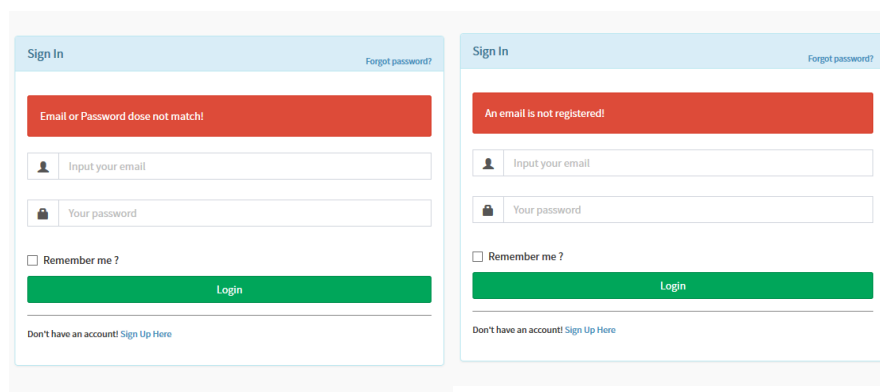 Sign In
Forgot password?
Email or Password dose not match!
Input your email
Your password
Remember me ?
Login
Don't have an account! Sign Up Here
Sign In
Forgot password?
An email is not registered!
Input your email
Your password
Remember me ?
Login
Don't have an account! Sign Up Here